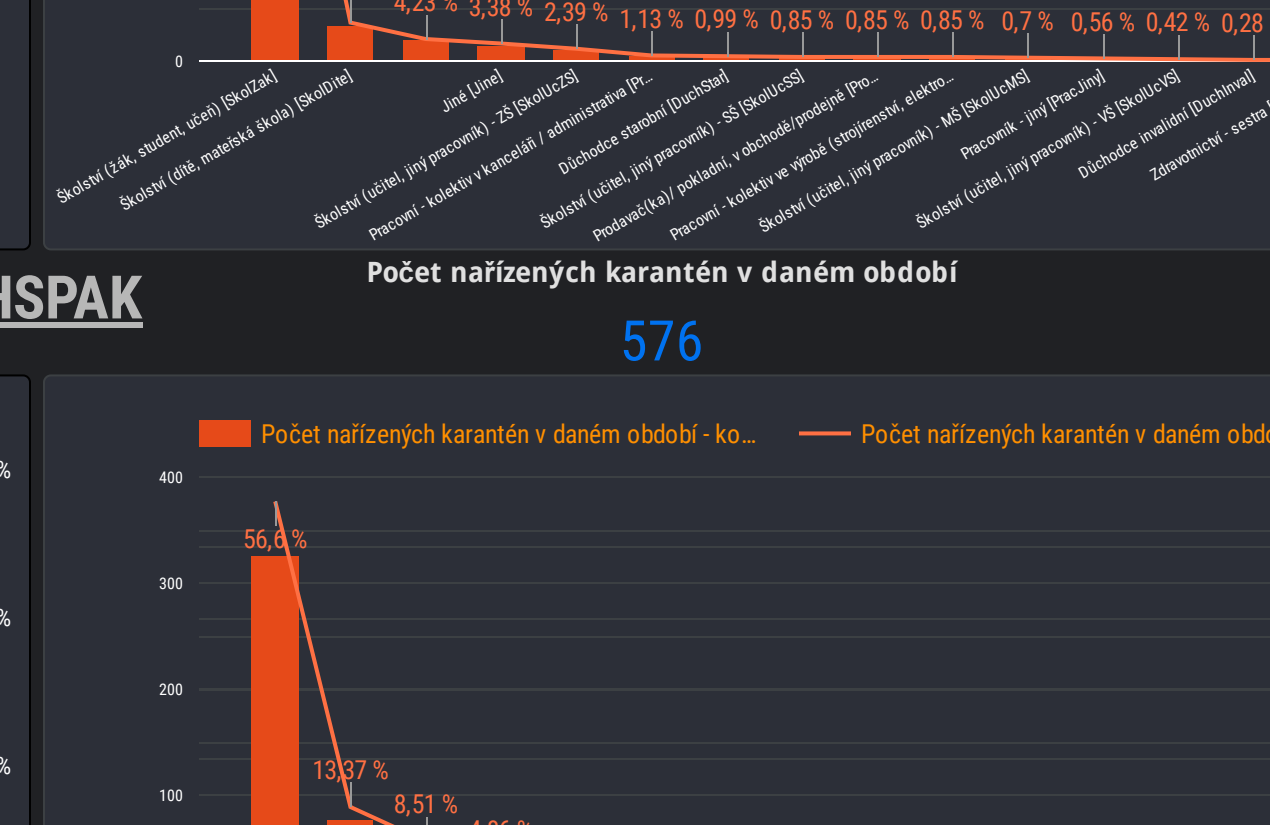 4,23 % 3,38 % 2,39 % 1,13 % 0,99 % 0,85 % 0,85 % 0,85 % 0,7 % 0,56 % 0,42 % 0,28
0
Školství (žák, student, učeň) [SkolZak]
Školství (dítě, mateřská škola) [SkolDite]
Jiné [Jine]
Školství (učitel, jiný pracovník) - ZŠ [SkolUcZS]
Pracovní - kolektiv v kanceláři / administrativa [Pr...
Důchodce starobní [DuchStar]
Školství (učitel, jiný pracovník) - SŠ [SkolUcSS]
Prodavač(ka)/ pokladní, v obchodě/prodejně [Pro...
Pracovní - kolektiv ve výrobě (strojírenství, elektro...
Školství (učitel, jiný pracovník) - MŠ [SkolUcMS]
Pracovník - jiný [PracJiny]
Školství (učitel, jiný pracovník) - VŠ [SkolUcVS]
Důchodce invalidní [DuchInval]
Zdravotnictví - sestra
Počet nařízených karantén v daném období
HSPAK
576
Počet nařízených karantén v daném období - ko...
Počet nařízených karantén v daném obdo
%
400
56,6 %
300
%
200
%
13,37 %
100
8,51 %